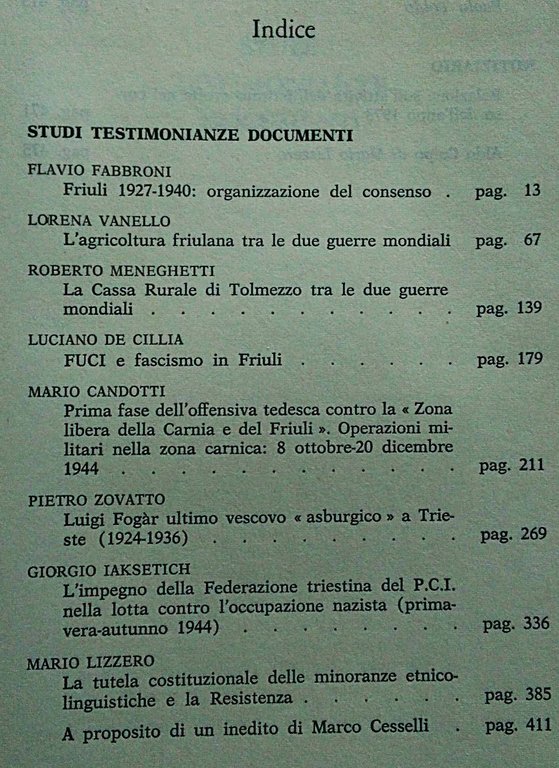 Indice
STUDI TESTIMONIANZE DOCUMENTI
FLAVIO FABBRONI
Friuli 1927-1940: organizzazione del consenso . pag. 13
LORENA VANELLO
L'agricoltura friulana tra le due guerre mondiali pag. 67
ROBERTO MENEGHETTI
La Cassa Rurale di Tolmezzo tra le due guerre
mondiali . . . . . . . . . . . pag. 139
LUCIANO DE CILLIA
FUCI e fascismo in Friuli . . . . . . pag. 179
MARIO CANDOTTI
Prima fase dell'offensiva tedesca contro la « Zona
libera della Carnia e del Friuli ». Operazioni mi-
litari nella zona carnica: 8 ottobre-20 dicembre
1944 . . . . . . . . . . . . pag. 211
PIETRO ZOVATTO
Luigi Fogàr ultimo vescovo « asburgico » a Trie-
ste (1924-1936) . . . . . . . . . pag. 269
GIORGIO IAKSETICH
L'impegno della Federazione triestina del P.C.I.
nella lotta contro l'occupazione nazista (prima-
vera-autunno 1944) . . . . . . . . pag. 336
MARIO LIZZERO
La tutela costituzionale delle minoranze etnico-
linguistiche e la Resistenza . . . . . . pag. 385
A proposito di un inedito di Marco Cesselli . pag. 411